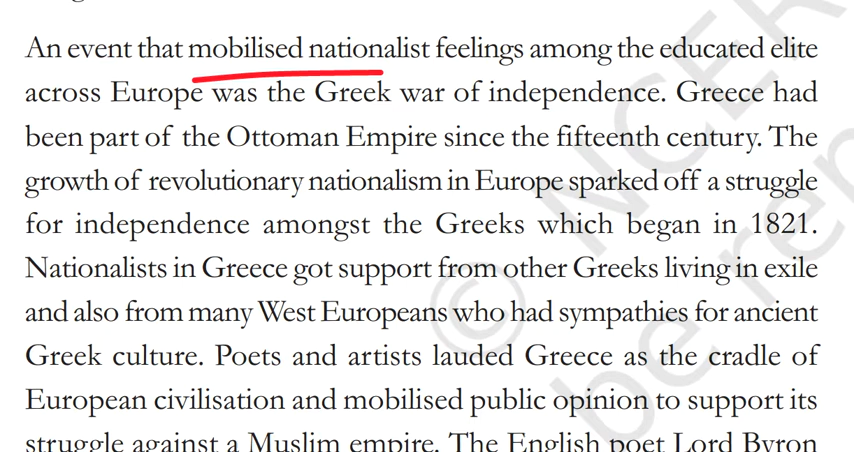 An event that mobilised nationalist feelings among the educated elite
across Europe was the Greek war of independence. Greece had
been part of the Ottoman Empire since the fifteenth century. The
growth of revolutionary nationalism in Europe sparked off a struggle
for independence amongst the Greeks which began in 1821.
Nationalists in Greece got support from other Greeks living in exile
and also from many West Europeans who had sympathies for ancient
Greek culture. Poets and artists lauded Greece as the cradle of
European civilisation and mobilised public opinion to support its
struggle against a Muslim empire. The English poet Lord Byron
© NCER
be rep